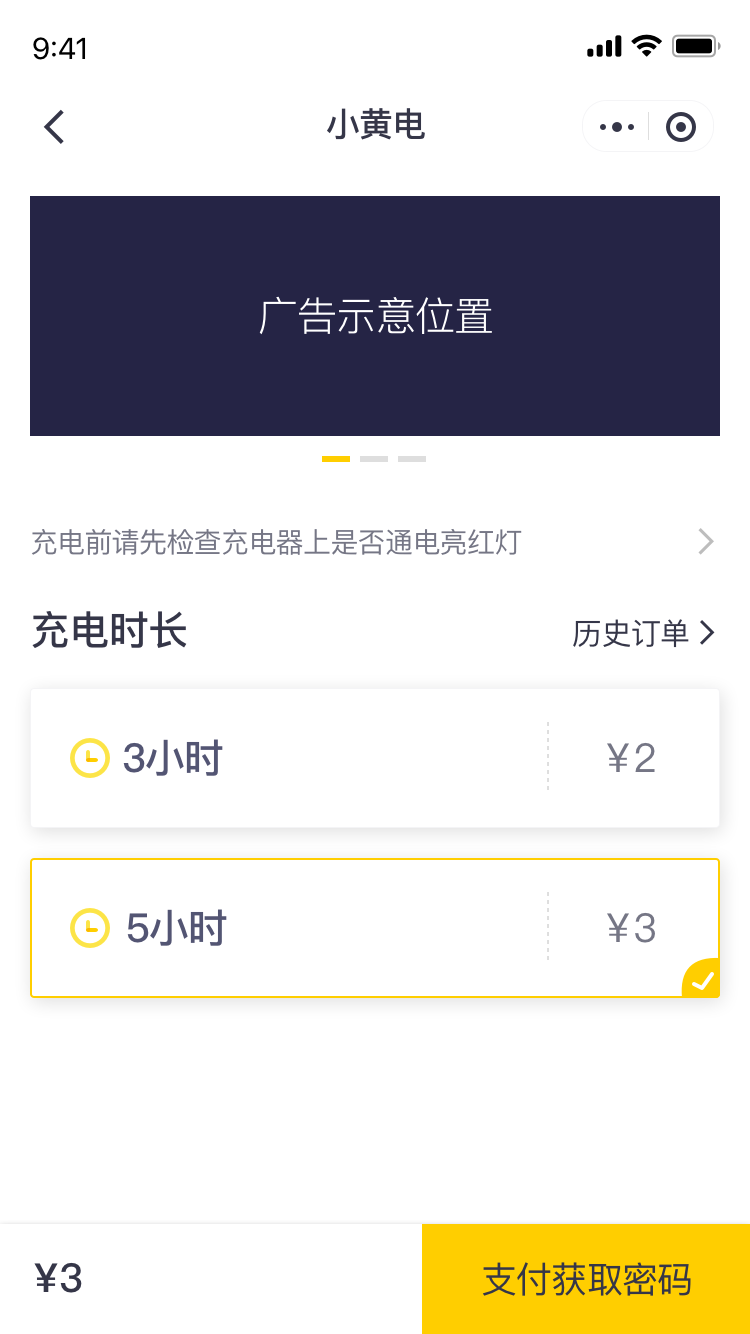 9:41
小黄电
广告示意位置
充电前请先检查充电器上是否通电亮红灯
充电时长
历史订单
3小时
¥2
5小时
¥3
¥3
支付获取密码